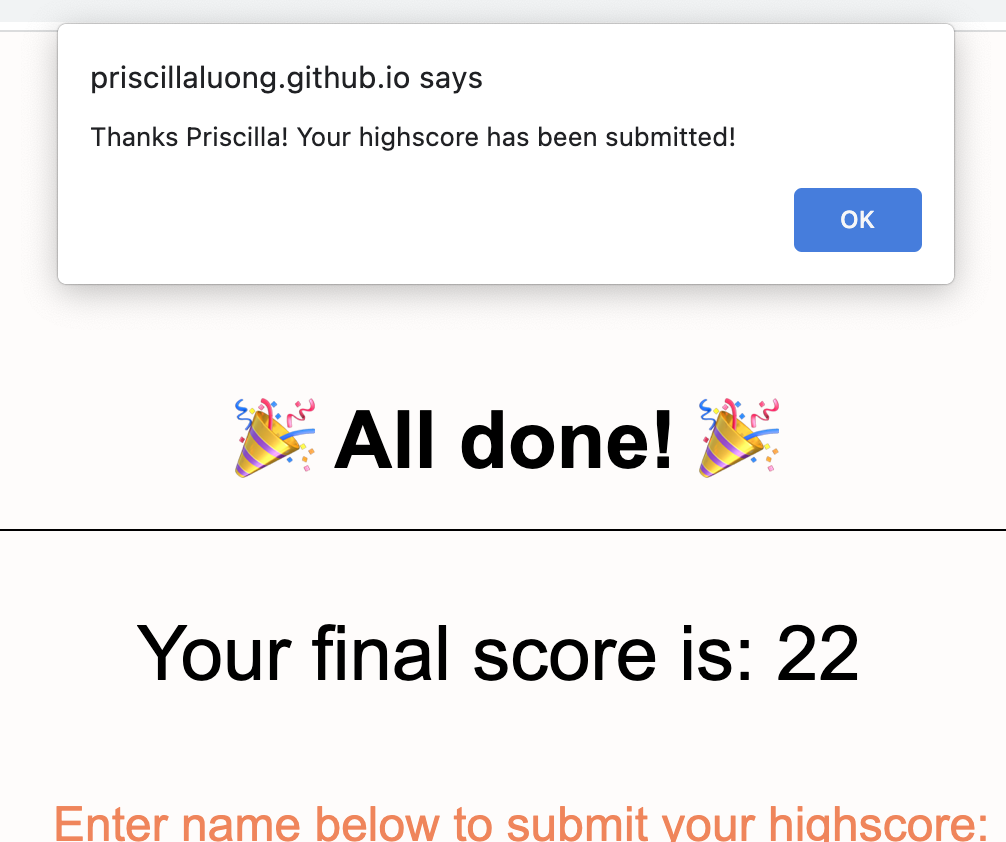 priscillaluong.github.io says
Thanks Priscilla! Your highscore has been submitted!
OK
🎉 All done! 🎉
Your final score is: 22
Enter name below to submit your highscore: